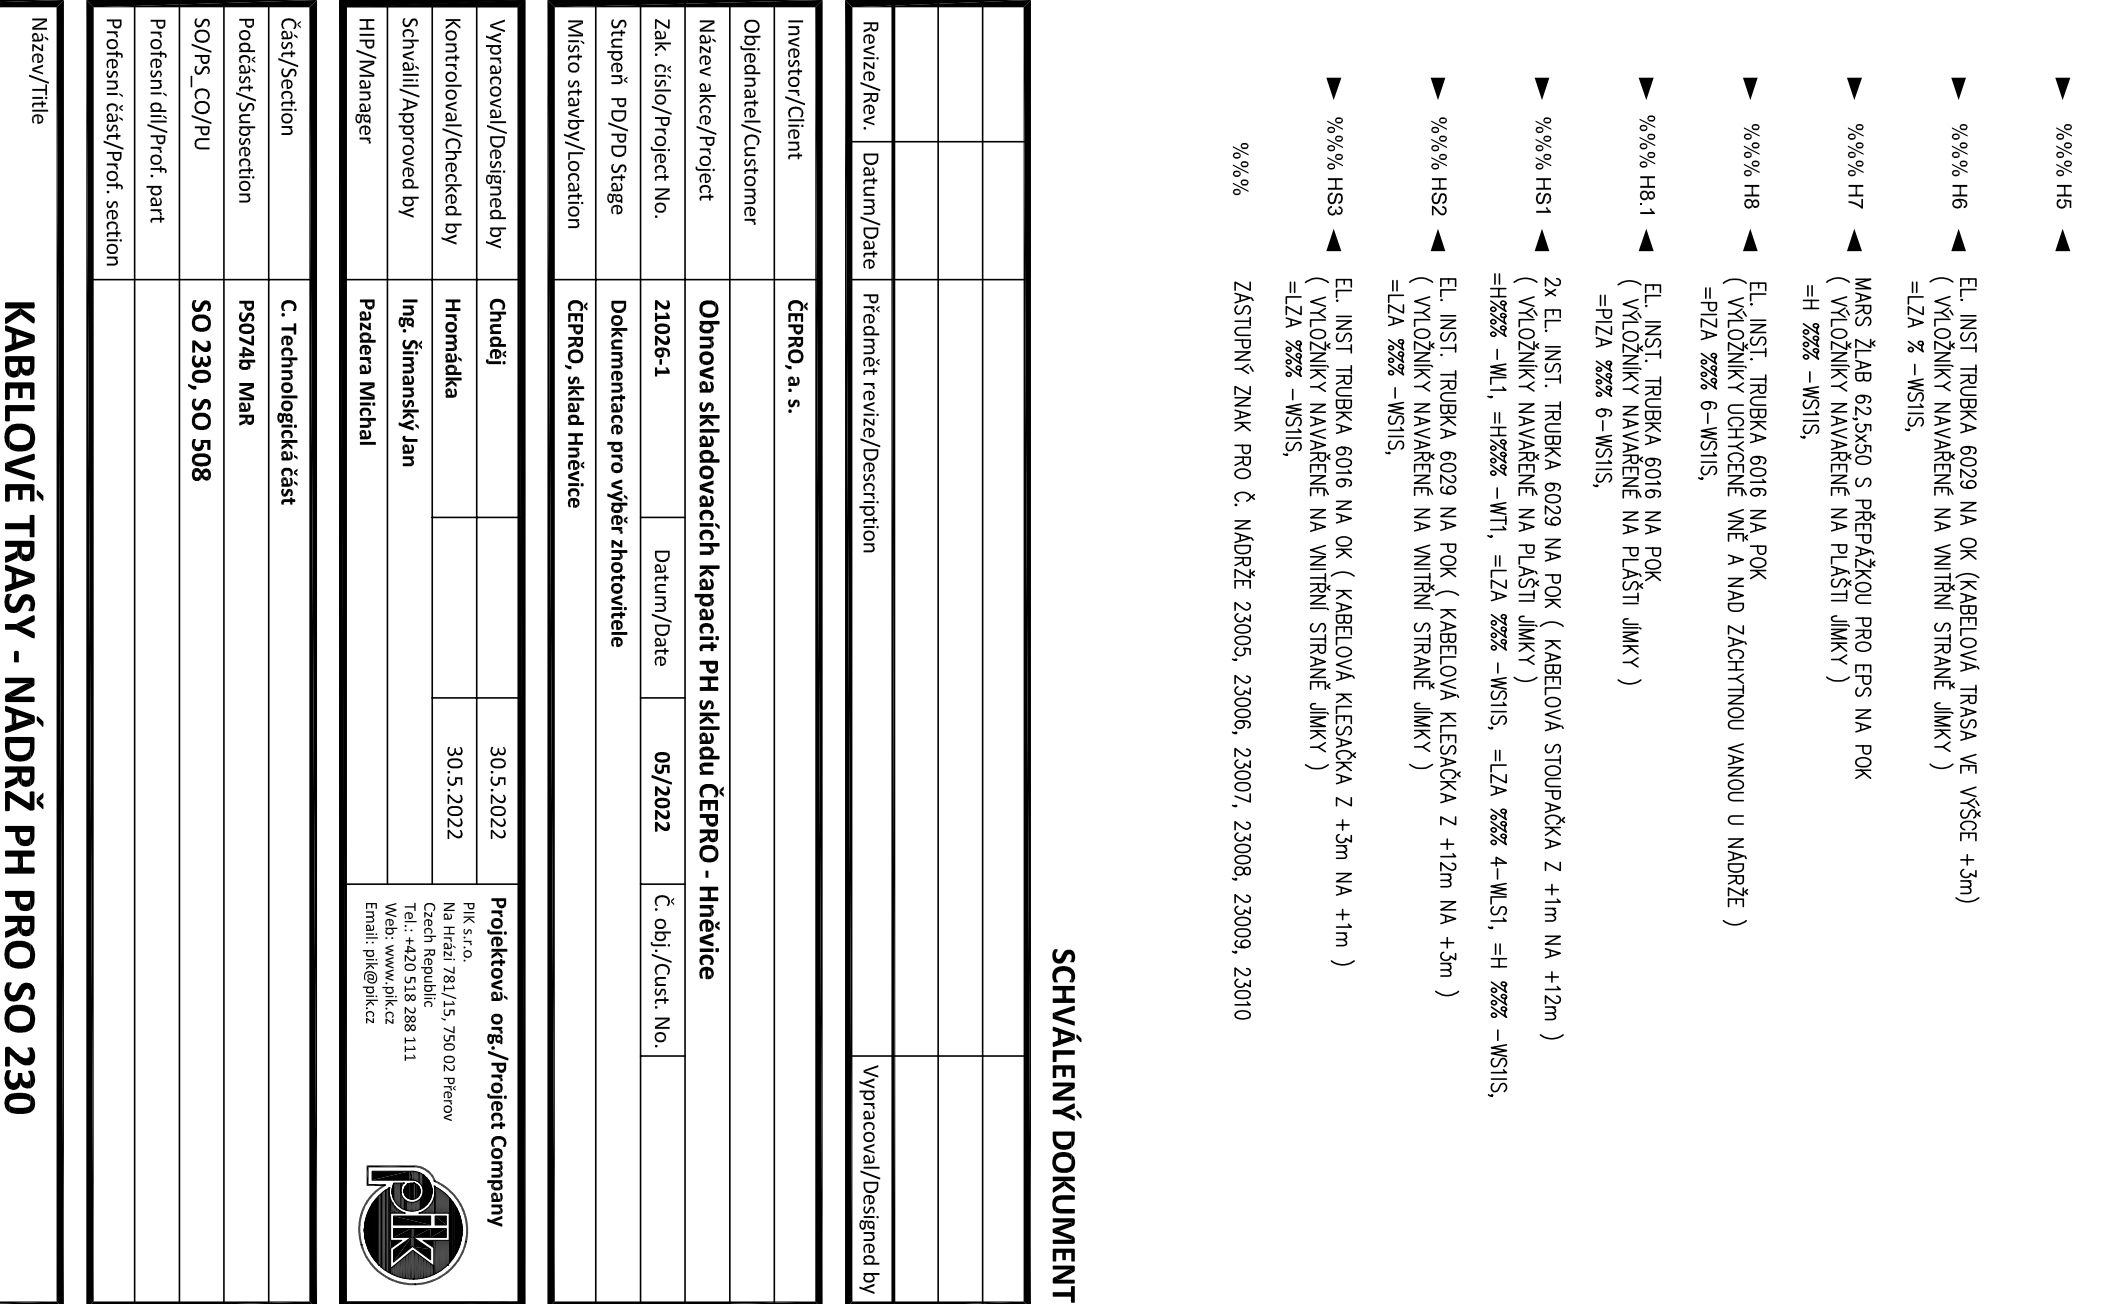 %%% H5
%%% H6
EL. INST TRUBKA 6029 NA OK (KABELOVÁ TRASA VE VÝŠCE +3m)
( VÝLOŽNÍKY NAVAŘENÉ NA VNITŘNÍ STRANĚ JÍMKY )
=LZA % -WS1IS,
%%% H7
MARS ŽLAB 62,5x50 S PŘEPÁŽKOU PRO EPS NA POK
( VÝLOŽNÍKY NAVAŘENÉ NA PLÁŠTI JÍMKY )
=H %%% -WS1IS,
%%% H8
EL. INST. TRUBKA 6016 NA POK
( VÝLOŽNÍKY UCHYCENÉ VNĚ A NAD ZÁCHYTNOU VANOU U NÁDRŽE )
=PIZA %%% 6-WS1IS,
%%% H8.1
EL. INST. TRUBKA 6016 NA POK
( VÝLOŽNÍKY NAVAŘENÉ NA PLÁŠTI JÍMKY )
=PIZA %%% 6-WS1IS,
%%% HS1
2x EL. INST. TRUBKA 6029 NA POK ( KABELOVÁ STOUPAČKA Z +1m NA +12m )
( VÝLOŽNÍKY NAVAŘENÉ NA PLÁŠTI JÍMKY )
=H%%% -WL1, =H%%% -WT1, =LZA %%% -WS1IS, =LZA %%% 4-WLS1, =H %%% -WS1IS,
%%% HS2
EL. INST. TRUBKA 6029 NA POK ( KABELOVÁ KLESAČKA Z +12m NA +3m )
( VÝLOŽNÍKY NAVAŘENÉ NA VNITŘNÍ STRANĚ JÍMKY )
=LZA %%% -WS1IS,
%%% HS3
EL. INST TRUBKA 6016 NA OK ( KABELOVÁ KLESAČKA Z +3m NA +1m )
( VÝLOŽNÍKY NAVAŘENÉ NA VNITŘNÍ STRANĚ JÍMKY )
=LZA %%% -WS1IS,
%%% ZÁSTUPNÝ ZNAK PRO Č. NÁDRŽE 23005, 23006, 23007, 23008, 23009, 23010
SCHVÁLENÝ DOKUMENT
Revize/Rev. Datum/Date Předmět revize/Description Vypracoval/Designed by
Investor/Client ČEPRO, a. s.
Objednatel/Customer
Název akce/Project Obnova skladovacích kapacit PH skladu ČEPRO - Hněvice
Zak. číslo/Project No. 21026-1 Datum/Date 05/2022 Č. obj./Cust. No.
Stupeň PD/PD Stage Dokumentace pro výběr zhotovitele
Místo stavby/Location ČEPRO, sklad Hněvice
Vypracoval/Designed by Chuděj 30.5.2022
Kontroloval/Checked by Hromádka 30.5.2022
Schválil/Approved by Ing. Šimanský Jan
HIP/Manager Pazdera Michal
Projektová org./Project Company
PIK s.r.o.
Na Hrázi 781/15, 750 02 Přerov
Czech Republic
Tel.: +420 518 288 111
Web: www.pik.cz
Email: pik@pik.cz
pik
Část/Section C. Technologická část
Podčást/Subsection PS074b MaR
SO/PS_CO/PU SO 230, SO 508
Profesní díl/Prof. part
Profesní část/Prof. section
Název/Title
KABELOVÉ TRASY - NÁDRŽ PH PRO SO 230